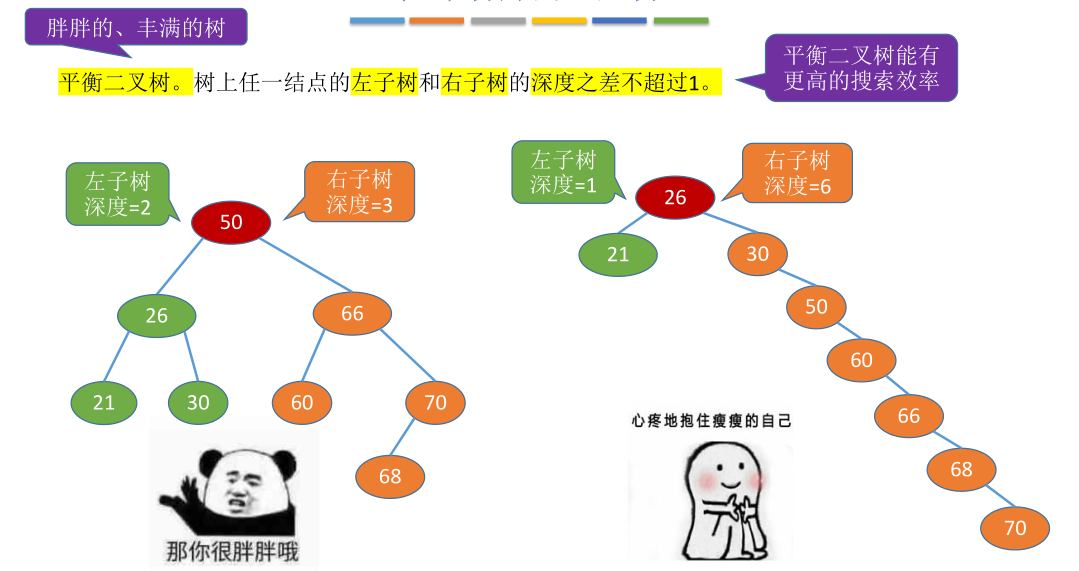 胖胖的、丰满的树
平衡二叉树。树上任一结点的左子树和右子树的深度之差不超过1。
平衡二叉树能有
更高的搜索效率
左子树
深度=2
右子树
深度=3
50
26
66
21
30
60
70
68
那你很胖胖哦
左子树
深度=1
右子树
深度=6
26
21
30
50
60
66
68
70
心疼地抱住瘦瘦的自己